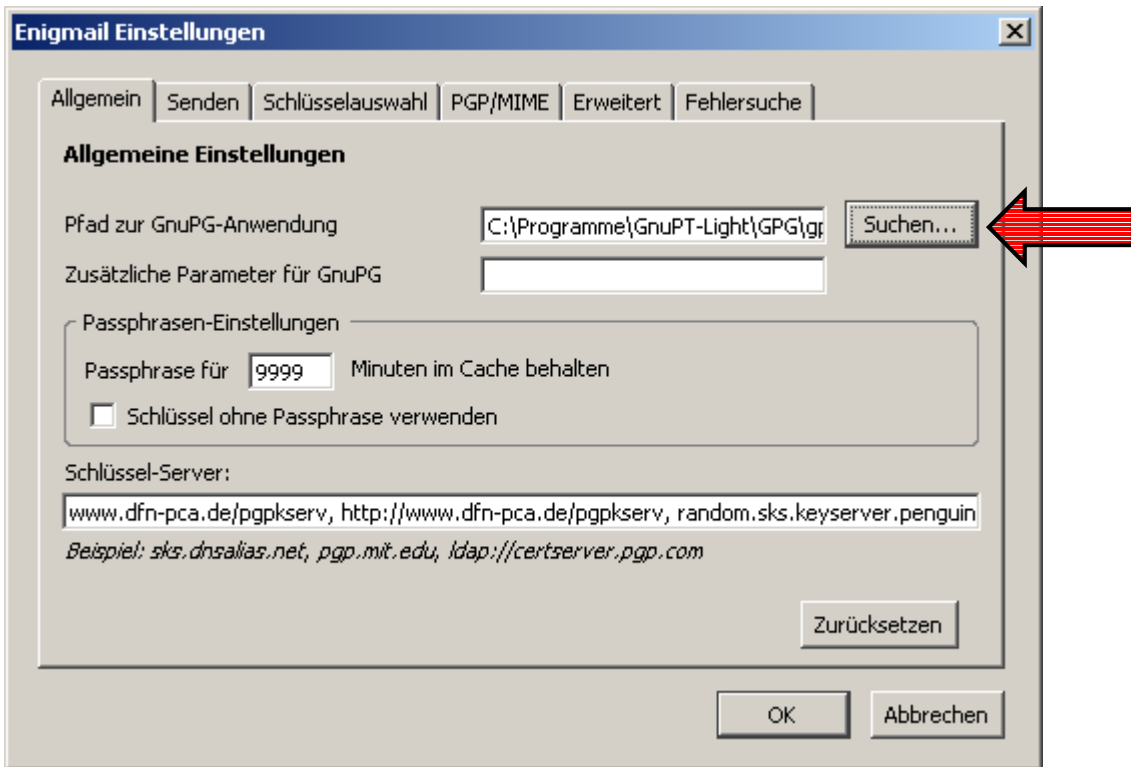 Enigmail Einstellungen
Allgemein Senden Schlüsselauswahl PGP/MIME Erweitert Fehlersuche
Allgemeine Einstellungen
Pfad zur GnuPG-Anwendung C:\Programme\GnuPT-Light\GPG\gp Suchen...
Zusätzliche Parameter für GnuPG
Passphrasen-Einstellungen
Passphrase für 9999 Minuten im Cache behalten
Schlüssel ohne Passphrase verwenden
Schlüssel-Server:
www.dfn-pca.de/pgpkserv, http://www.dfn-pca.de/pgpkserv, random.sks.keyserver.penguin
Beispiel: sks.dnsalias.net, pgp.mit.edu, ldap://certserver.pgp.com
Zurücksetzen
OK Abbrechen